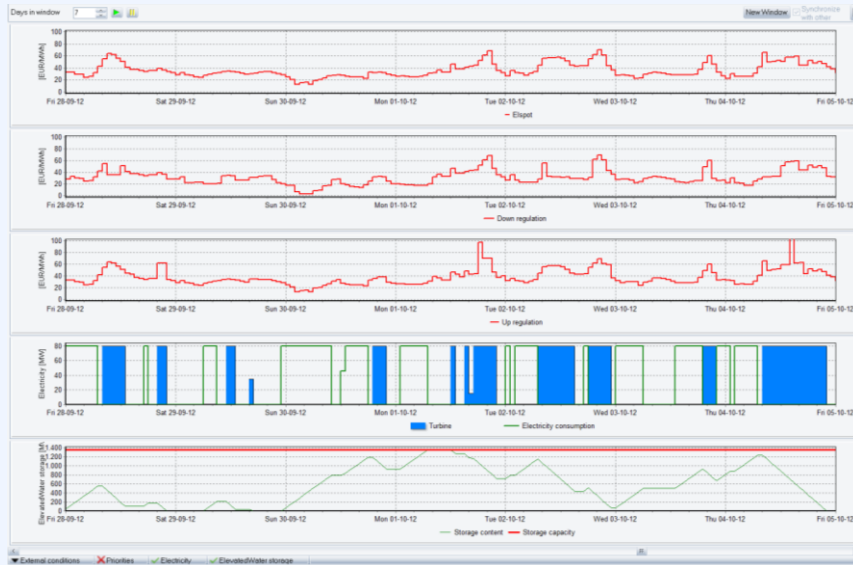 Days in window 7 New Window Synchronize with other
100
80
60
40
20
0
[EUR/MWh]
Fri 28-09-12 Sat 29-09-12 Sun 30-09-12 Mon 01-10-12 Tue 02-10-12 Wed 03-10-12 Thu 04-10-12 Fri 05-10-12
Elspot
100
80
60
40
20
0
[EUR/MWh]
Fri 28-09-12 Sat 29-09-12 Sun 30-09-12 Mon 01-10-12 Tue 02-10-12 Wed 03-10-12 Thu 04-10-12 Fri 05-10-12
Down regulation
100
80
60
40
20
0
[EUR/MWh]
Fri 28-09-12 Sat 29-09-12 Sun 30-09-12 Mon 01-10-12 Tue 02-10-12 Wed 03-10-12 Thu 04-10-12 Fri 05-10-12
Up regulation
80
60
40
20
0
Electricity [MW]
Fri 28-09-12 Sat 29-09-12 Sun 30-09-12 Mon 01-10-12 Tue 02-10-12 Wed 03-10-12 Thu 04-10-12 Fri 05-10-12
Turbine Electricity consumption
1.400
1.200
1.000
800
600
400
200
0
ElevatedWater storage [M
Fri 28-09-12 Sat 29-09-12 Sun 30-09-12 Mon 01-10-12 Tue 02-10-12 Wed 03-10-12 Thu 04-10-12 Fri 05-10-12
Storage content Storage capacity
External conditions Priorities Electricity ElevatedWater storage